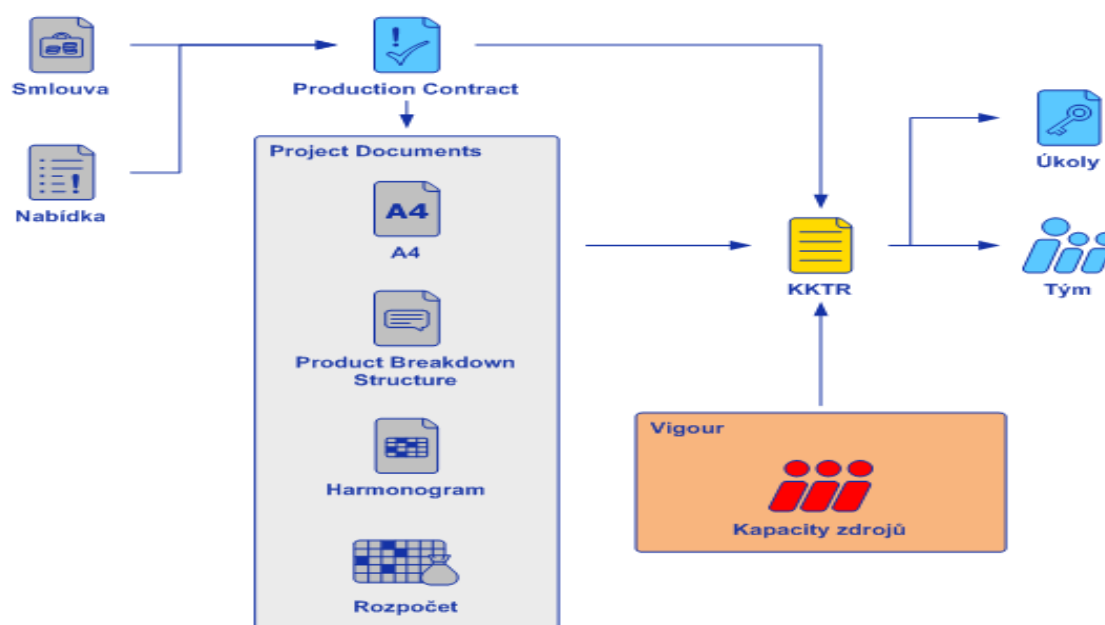 Smlouva
Production Contract
Nabídka
Project Documents
A4
A4
Product Breakdown
Structure
Harmonogram
Rozpočet
KKTR
Úkoly
Tým
Vigour
Kapacity zdrojů